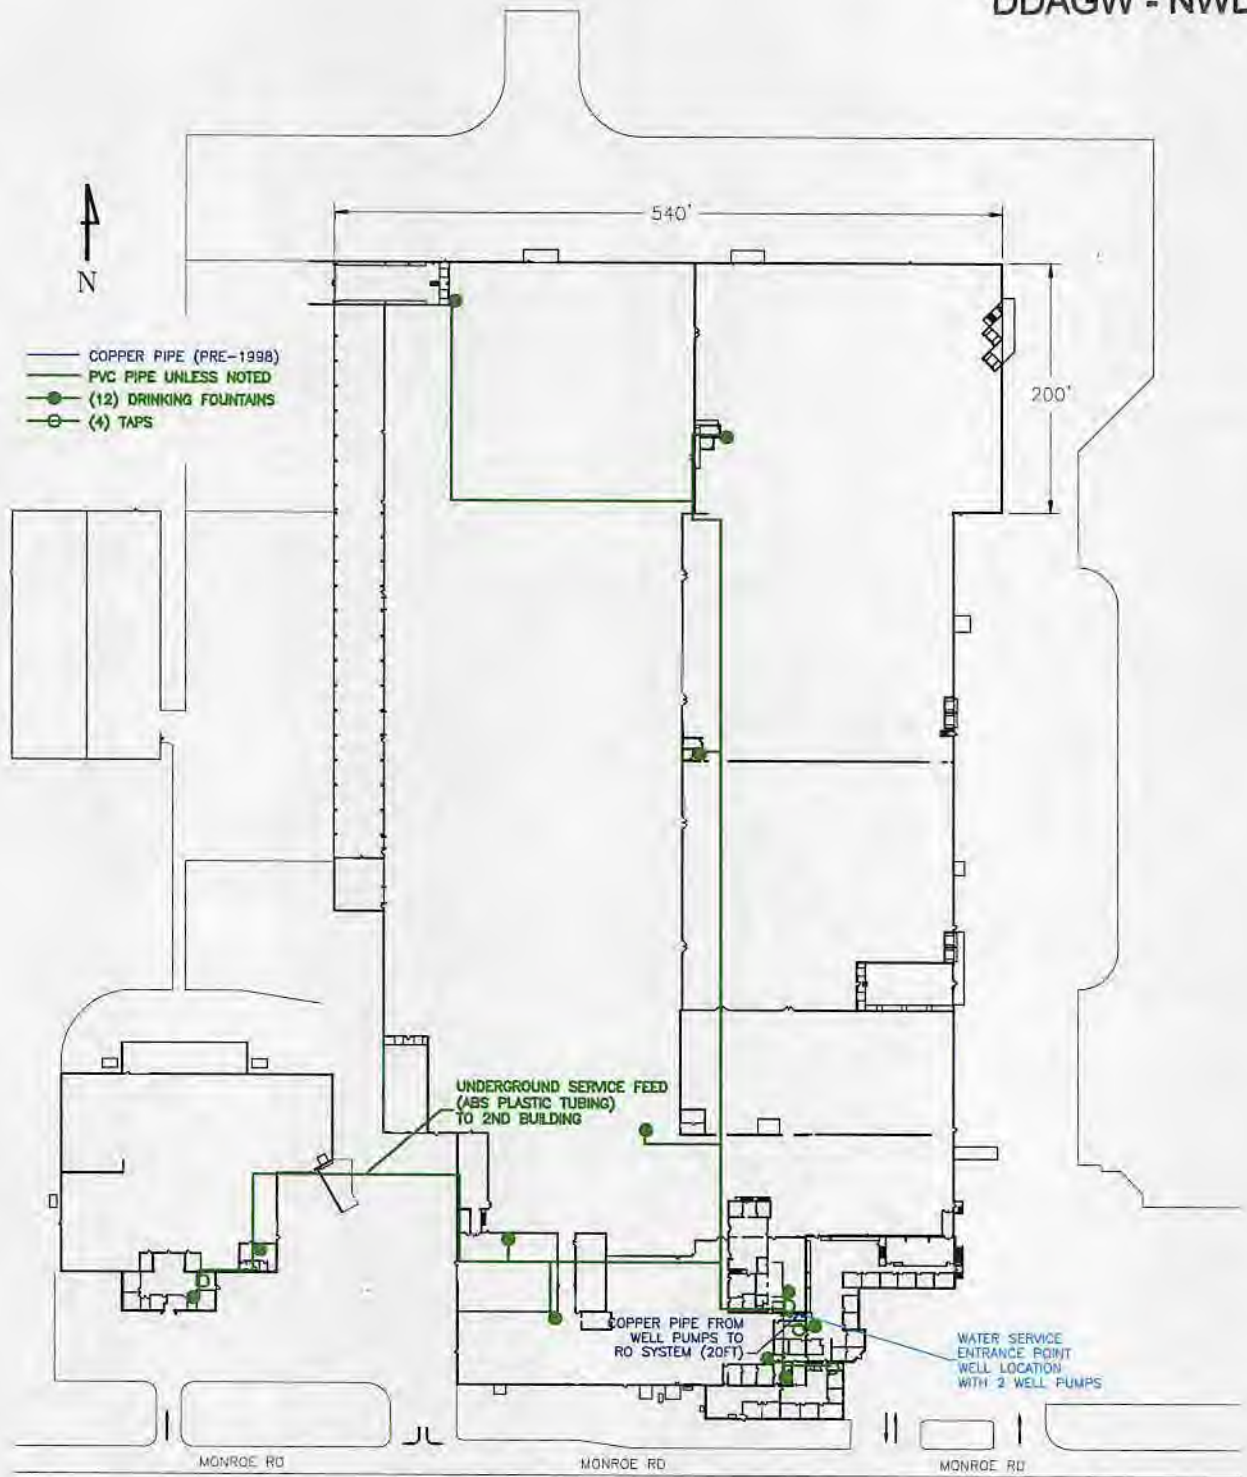 DDAGW - NWD
540'
N
200'
COPPER PIPE (PRE-1998)
PVC PIPE UNLESS NOTED
(12) DRINKING FOUNTAINS
(4) TAPS
UNDERGROUND SERVICE FEED
(ABS PLASTIC TUBING)
TO 2ND BUILDING
COPPER PIPE FROM
WELL PUMPS TO
RO SYSTEM (20FT)
WATER SERVICE
ENTRANCE POINT
WELL LOCATION
WITH 2 WELL PUMPS
MONROE RD
MONROE RD
MONROE RD